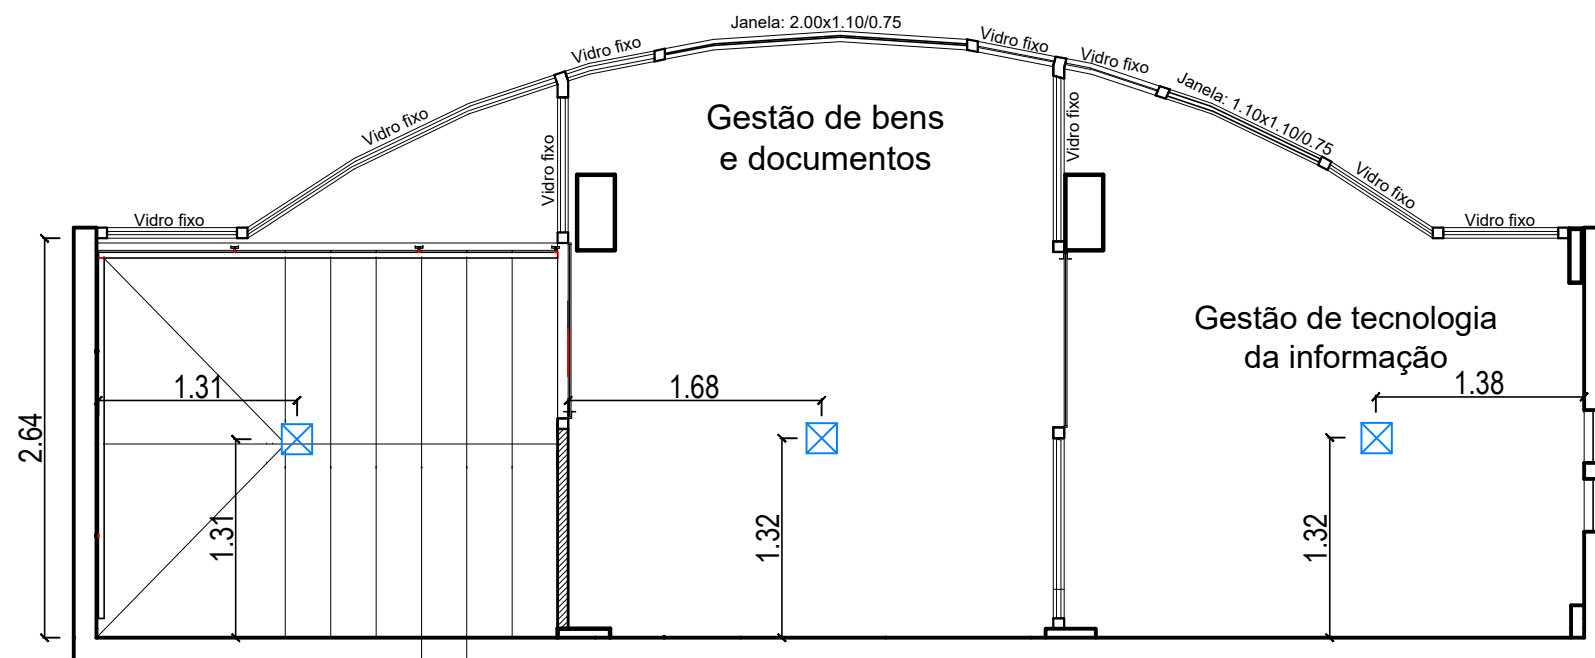 Janela: 2.00x1.10/0.75
Vidro fixo
Vidro fixo
Vidro fixo
Vidro fixo
Janela: 1.10x1.10/0.75
Gestão de bens
e documentos
Vidro fixo
Vidro fixo
Vidro fixo
Vidro fixo
Vidro fixo
Gestão de tecnologia
da informação
1.31
1.68
1.38
2.64
1.31
1.32
1.32